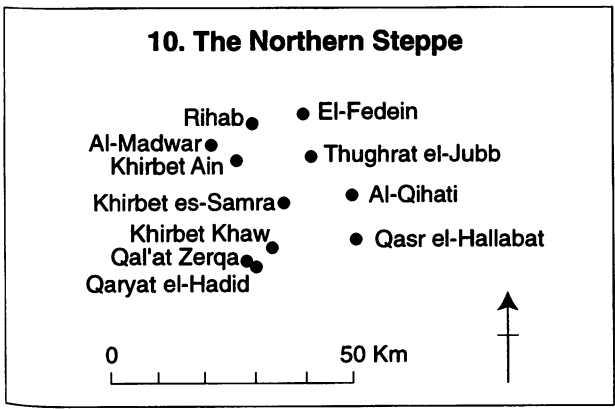 10. The Northern Steppe
Rihab
El-Fedein
Al-Madwar
Khirbet Ain
Thughrat el-Jubb
Khirbet es-Samra
Al-Qihati
Khirbet Khaw
Qasr el-Hallabat
Qal'at Zerqa
Qaryat el-Hadid
0
50 Km